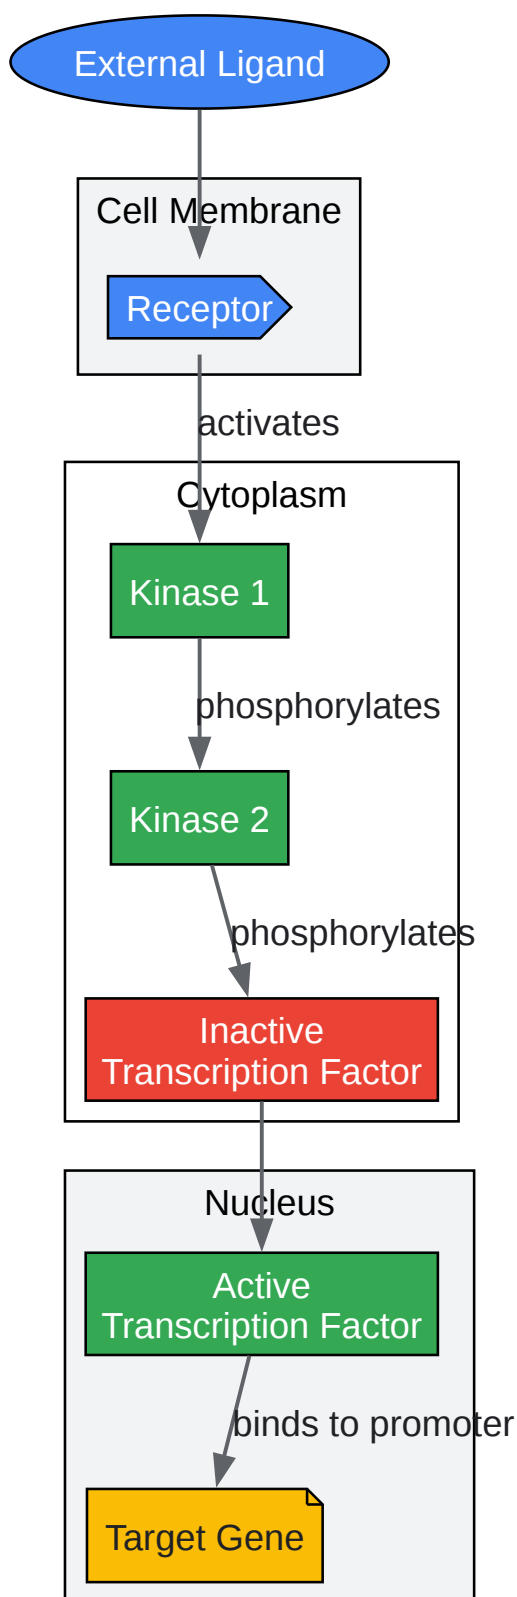 External Ligand
Cell Membrane
Receptor
activates
Cytoplasm
Kinase 1
phosphorylates
Kinase 2
phosphorylates
Inactive
Transcription Factor
Nucleus
Active
Transcription Factor
binds to promoter
Target Gene